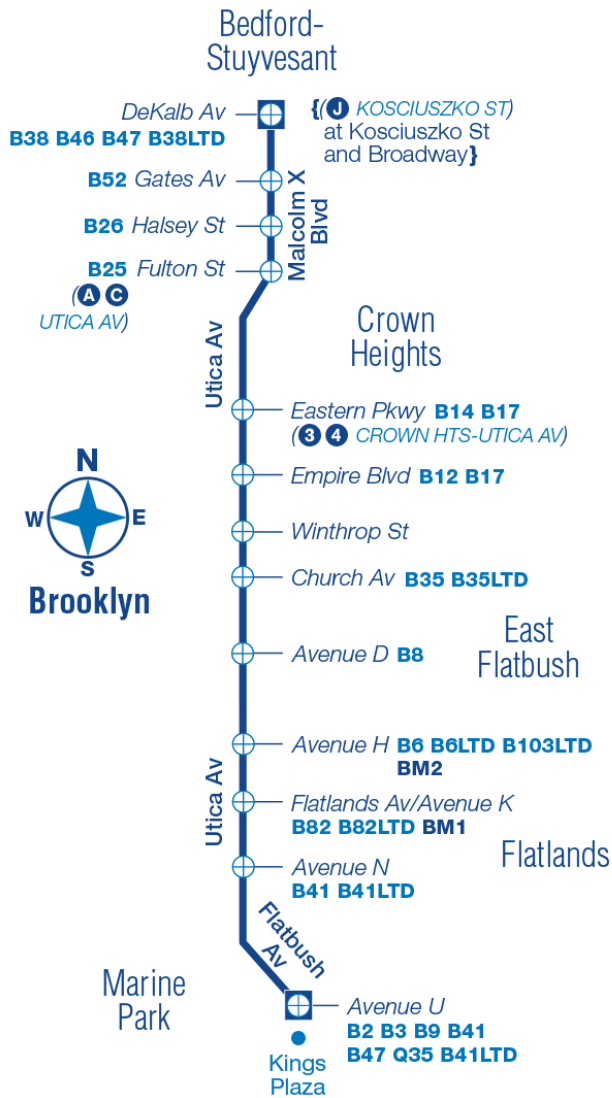 Bedford-
Stuyvesant
DeKalb Av
B38 B46 B47 B38LTD
{(J KOSCIUSZKO ST)
at Kosciuszko St
and Broadway}
B52 Gates Av
Malcolm X
Blvd
B26 Halsey St
B25 Fulton St
(A C
UTICA AV)
Utica Av
Crown
Heights
Eastern Pkwy B14 B17
(3 4 CROWN HTS-UTICA AV)
Empire Blvd B12 B17
N
W E
S
Brooklyn
Winthrop St
Church Av B35 B35LTD
East
Flatbush
Avenue D B8
Avenue H B6 B6LTD B103LTD
BM2
Utica Av
Flatlands Av/Avenue K
B82 B82LTD BM1
Flatlands
Avenue N
B41 B41LTD
Flatbush
Av
Marine
Park
Avenue U
B2 B3 B9 B41
B47 Q35 B41LTD
Kings
Plaza